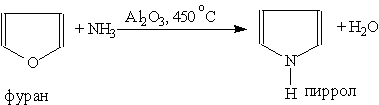 Al2O3, 450 °C
+ NH3
+ H2O
O
N
H
фуран
пиррол